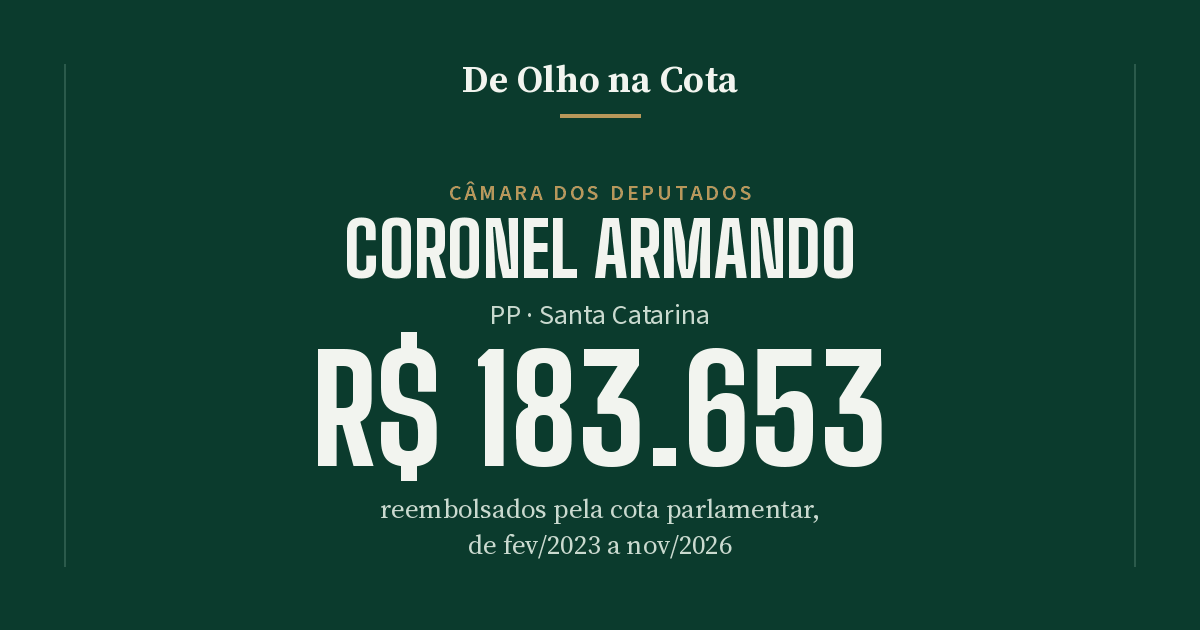 De Olho na Cota
CÂMARA DOS DEPUTADOS
CORONEL ARMANDO
PP · Santa Catarina
R$ 183.653
reembolsados pela cota parlamentar,
de fev/2023 a nov/2026